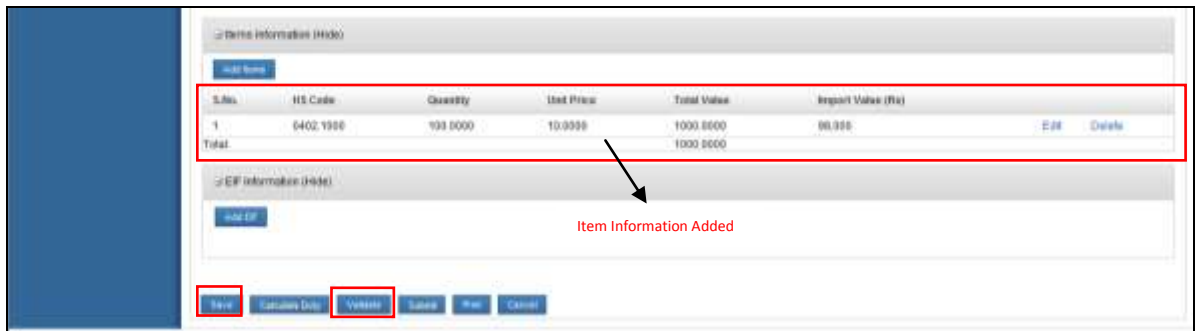 Items Information (Hide)
Add Items
S.No. HS Code Quantity Unit Price Total Value Import Value (Rs)
1 0402.1000 100.0000 10.0000 1000.0000 Edit Delete
Total 1000.0000
EIF Information (Hide)
Add EIF
Item Information Added
Save Calculate Duty Validate Submit Print Cancel